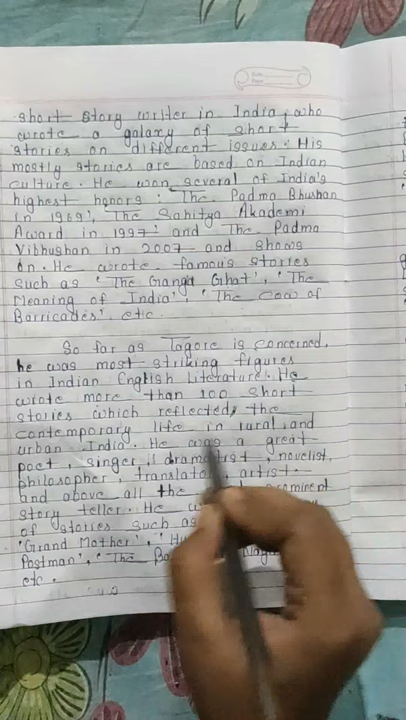 short story writer in India, who
wrote a galaxy of short
stories on different issues. His
mostly stories are based on Indian
culture. He won several of India's
highest honors: The Padma Bhushan
in 1969', The Sahitya Akademi
Award in 1997' and The Padma
Vibhushan in 2007 and shows
on. He wrote famous stories
such as 'The Ganga Ghat', 'The
Meaning of India' 'The Cow of
Barricades' etc.
So far as Tagore is concerned,
he was most striking figures
in Indian English Literature. He
wrote more than 100 short
stories which reflected, the
contemporary life in rural and
urban India. He was a great
poet, singer, dramatist, novelist,
philosopher, translator, artist.
and above all the prominent
story teller. He
of stories such as
'Grand Mother',
Postman', 'The
etc.